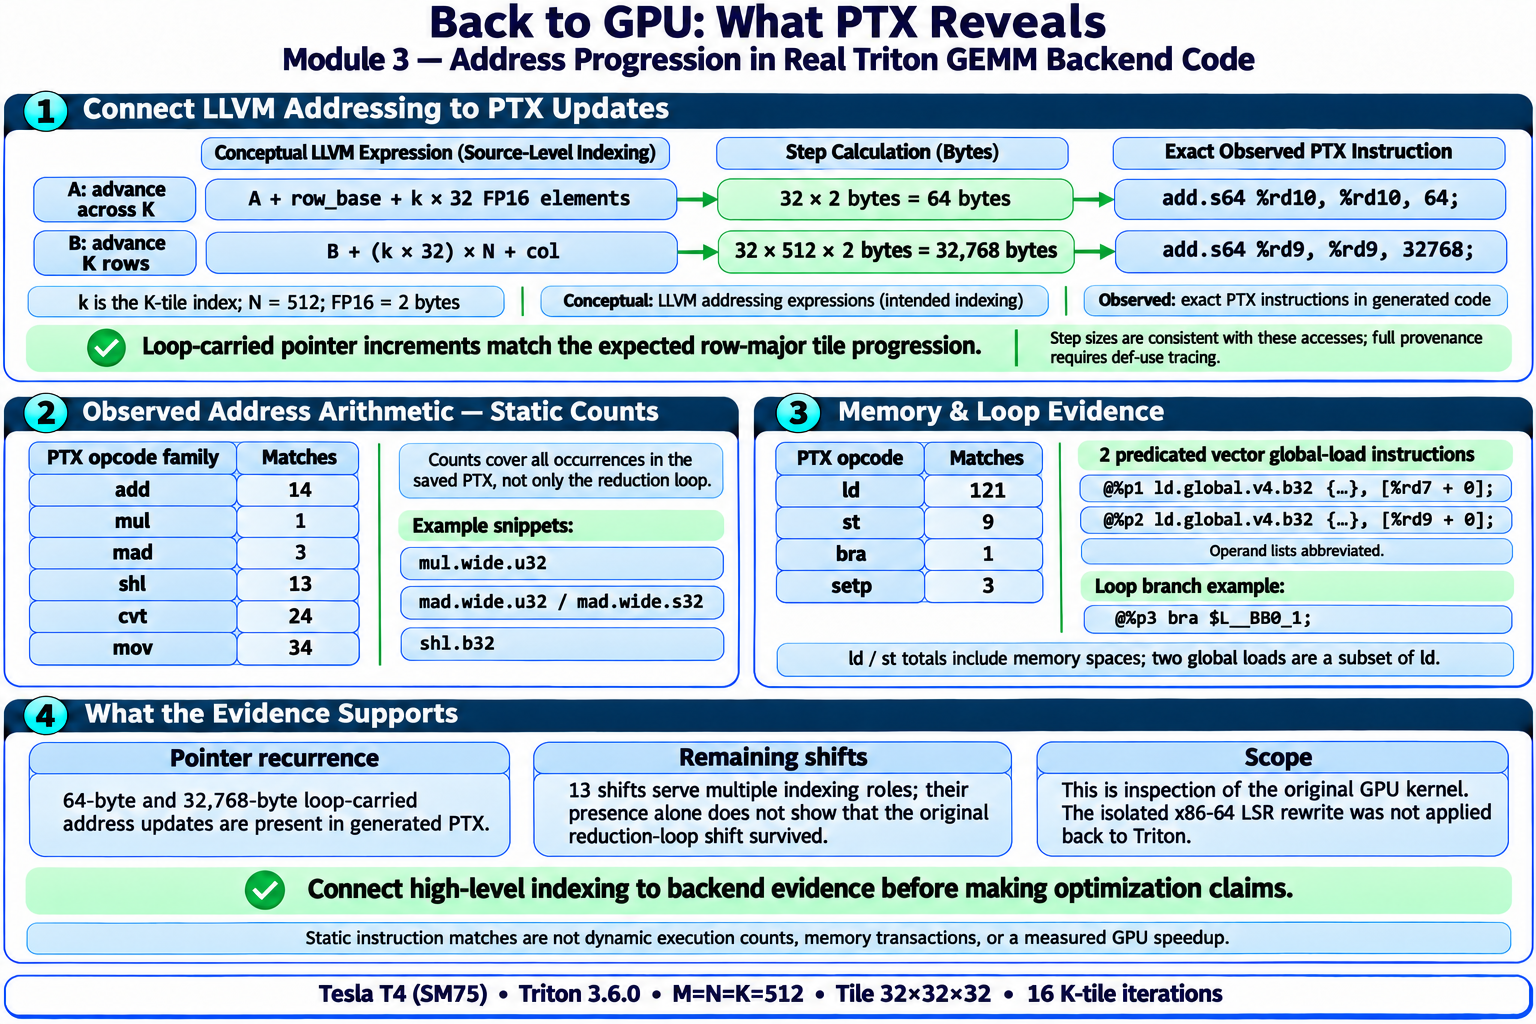 Back to GPU: What PTX Reveals
Module 3 — Address Progression in Real Triton GEMM Backend Code
1 Connect LLVM Addressing to PTX Updates
Conceptual LLVM Expression (Source-Level Indexing)
Step Calculation (Bytes)
Exact Observed PTX Instruction
A: advance
across K
A + row_base + k × 32 FP16 elements
32 × 2 bytes = 64 bytes
add.s64 %rd10, %rd10, 64;
B: advance
K rows
B + (k × 32) × N + col
32 × 512 × 2 bytes = 32,768 bytes
add.s64 %rd9, %rd9, 32768;
k is the K-tile index; N = 512; FP16 = 2 bytes
Conceptual: LLVM addressing expressions (intended indexing)
Observed: exact PTX instructions in generated code
Loop-carried pointer increments match the expected row-major tile progression.
Step sizes are consistent with these accesses; full provenance
requires def-use tracing.
2 Observed Address Arithmetic — Static Counts
PTX opcode family Matches
add 14
mul 1
mad 3
shl 13
cvt 24
mov 34
Counts cover all occurrences in the
saved PTX, not only the reduction loop.
Example snippets:
mul.wide.u32
mad.wide.u32 / mad.wide.s32
shl.b32
3 Memory & Loop Evidence
PTX opcode Matches
ld 121
st 9
bra 1
setp 3
2 predicated vector global-load instructions
@%p1 ld.global.v4.b32 {…}, [%rd7 + 0];
@%p2 ld.global.v4.b32 {…}, [%rd9 + 0];
Operand lists abbreviated.
Loop branch example:
@%p3 bra $L__BB0_1;
ld / st totals include memory spaces; two global loads are a subset of ld.
4 What the Evidence Supports
Pointer recurrence
64-byte and 32,768-byte loop-carried
address updates are present in generated PTX.
Remaining shifts
13 shifts serve multiple indexing roles; their
presence alone does not show that the original
reduction-loop shift survived.
Scope
This is inspection of the original GPU kernel.
The isolated x86-64 LSR rewrite was not applied
back to Triton.
Connect high-level indexing to backend evidence before making optimization claims.
Static instruction matches are not dynamic execution counts, memory transactions, or a measured GPU speedup.
Tesla T4 (SM75) • Triton 3.6.0 • M=N=K=512 • Tile 32×32×32 • 16 K-tile iterations